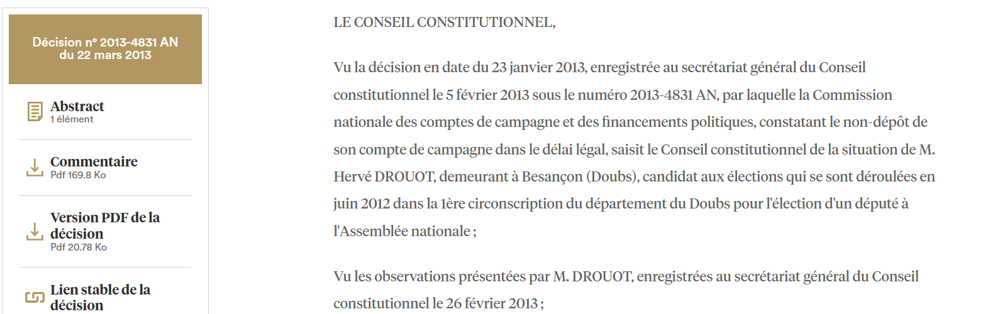 Décision n° 2013-4831 AN
du 22 mars 2013
Abstract
1 élément
Commentaire
Pdf 169.8 Ko
Version PDF de la
décision
Pdf 20.78 Ko
Lien stable de la
décision
LE CONSEIL CONSTITUTIONNEL,
Vu la décision en date du 23 janvier 2013, enregistrée au secrétariat général du Conseil
constitutionnel le 5 février 2013 sous le numéro 2013-4831 AN, par laquelle la Commission
nationale des comptes de campagne et des financements politiques, constatant le non-dépôt de
son compte de campagne dans le délai légal, saisit le Conseil constitutionnel de la situation de M.
Hervé DROUOT, demeurant à Besançon (Doubs), candidat aux élections qui se sont déroulées en
juin 2012 dans la 1ère circonscription du département du Doubs pour l'élection d'un député à
l'Assemblée nationale ;
Vu les observations présentées par M. DROUOT, enregistrées au secrétariat général du Conseil
constitutionnel le 26 février 2013 ;